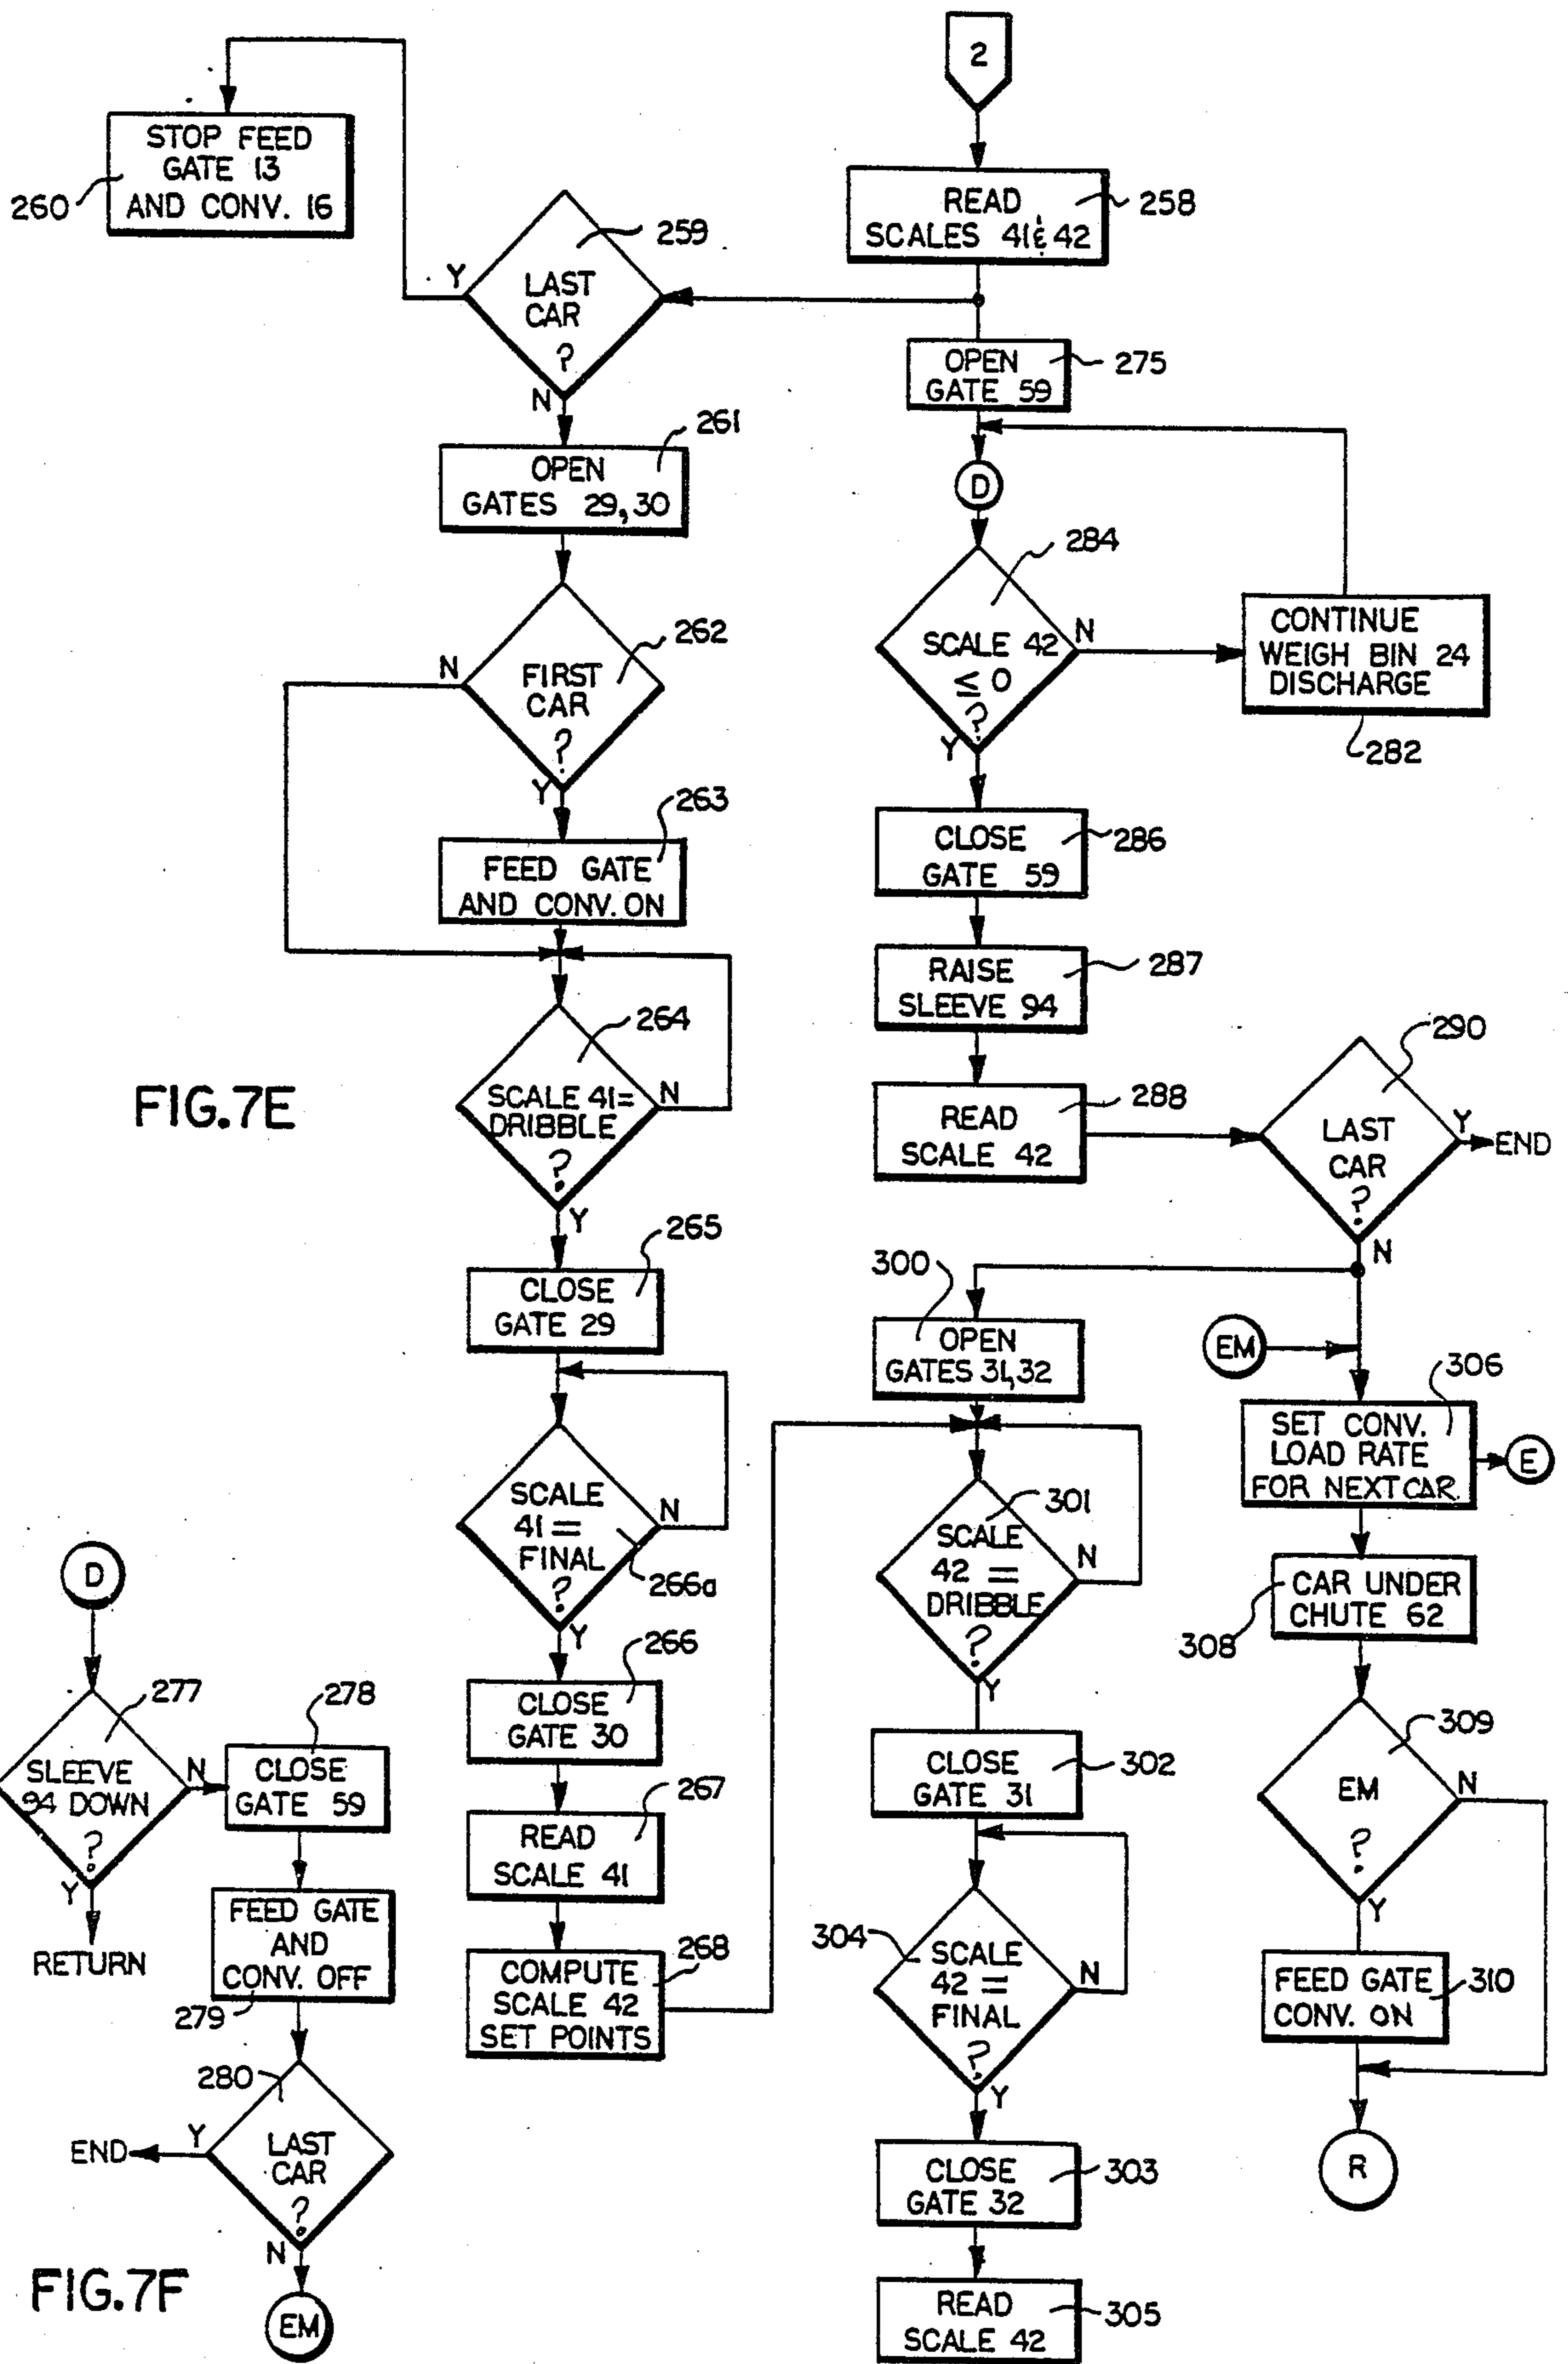 2
STOP FEED
GATE 13
AND CONV. 16
260
READ
SCALES 41 & 42
258
259
Y
LAST
CAR
?
N
OPEN
GATE 59
275
OPEN
GATES 29, 30
261
D
284
SCALE 42
≤ 0
?
N
Y
CONTINUE
WEIGH BIN 24
DISCHARGE
282
262
N
FIRST
CAR
?
Y
263
FEED GATE
AND CONV. ON
CLOSE
GATE 59
286
RAISE
SLEEVE 94
287
264
SCALE 41 =
DRIBBLE
?
N
Y
FIG. 7E
READ
SCALE 42
288
290
LAST
CAR
?
Y
END
N
265
CLOSE
GATE 29
300
OPEN
GATES 31, 32
EM
306
SET CONV.
LOAD RATE
FOR NEXT CAR
E
SCALE
41 =
FINAL
?
N
266a
Y
301
SCALE
42 =
DRIBBLE
?
N
Y
CAR UNDER
CHUTE 62
308
266
CLOSE
GATE 30
302
CLOSE
GATE 31
309
EM
?
N
Y
267
READ
SCALE 41
268
COMPUTE
SCALE 42
SET POINTS
304
SCALE
42 =
FINAL
?
N
Y
FEED GATE
CONV. ON
310
R
CLOSE
GATE 32
303
READ
SCALE 42
305
D
277
SLEEVE
94 DOWN
?
N
Y
RETURN
278
CLOSE
GATE 59
FEED GATE
AND
CONV. OFF
279
280
Y
END
LAST
CAR
?
N
EM
FIG. 7F